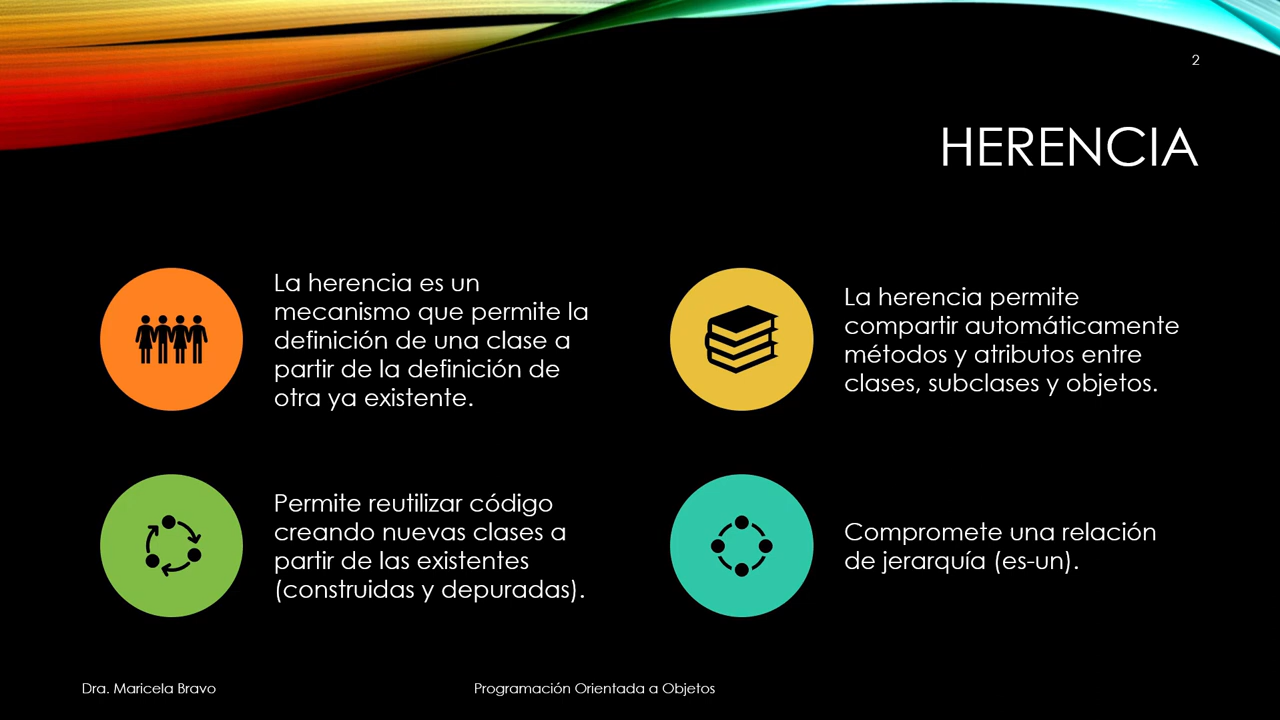 2
HERENCIA
La herencia es un
mecanismo que permite la
definición de una clase a
partir de la definición de
otra ya existente.
La herencia permite
compartir automáticamente
métodos y atributos entre
clases, subclases y objetos.
Permite reutilizar código
creando nuevas clases a
partir de las existentes
(construidas y depuradas).
Compromete una relación
de jerarquía (es-un).
Dra. Maricela Bravo
Programación Orientada a Objetos